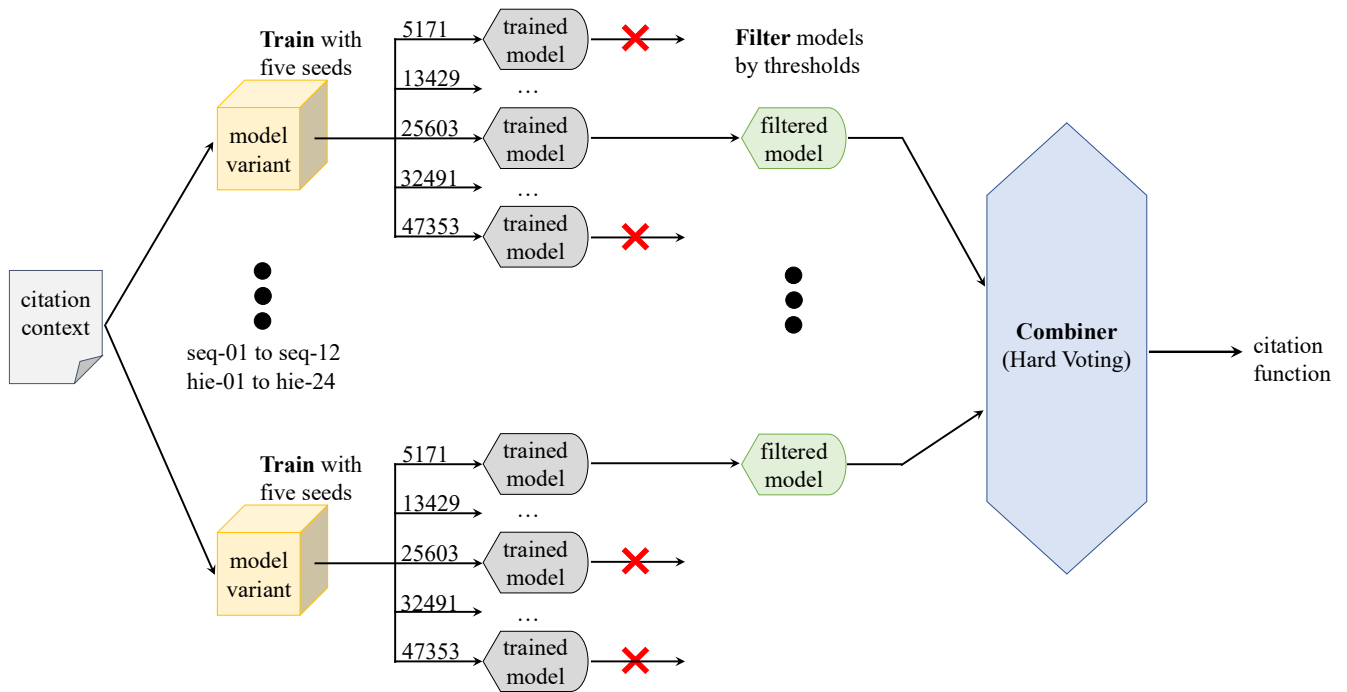 citation
context
Train with
five seeds
model
variant
5171
13429
25603
32491
47353
trained
model
…
trained
model
…
trained
model
Filter models
by thresholds
filtered
model
seq-01 to seq-12
hie-01 to hie-24
Train with
five seeds
model
variant
5171
13429
25603
32491
47353
trained
model
…
trained
model
…
trained
model
filtered
model
Combiner
(Hard Voting)
citation
function